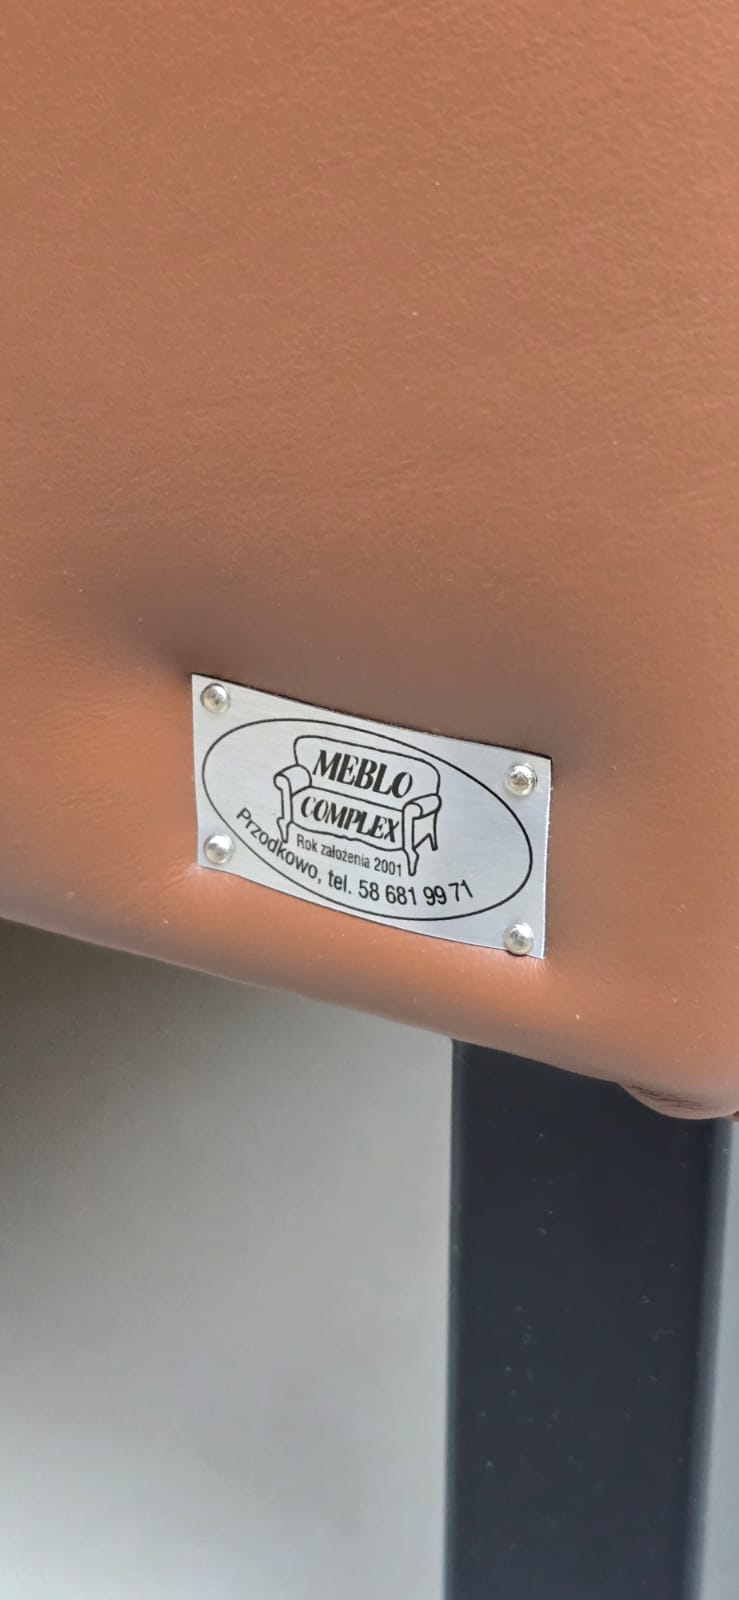 MEBLO
COMPLEX
Rok założenia 2001
Przodkowo, tel. 58 681 99 71